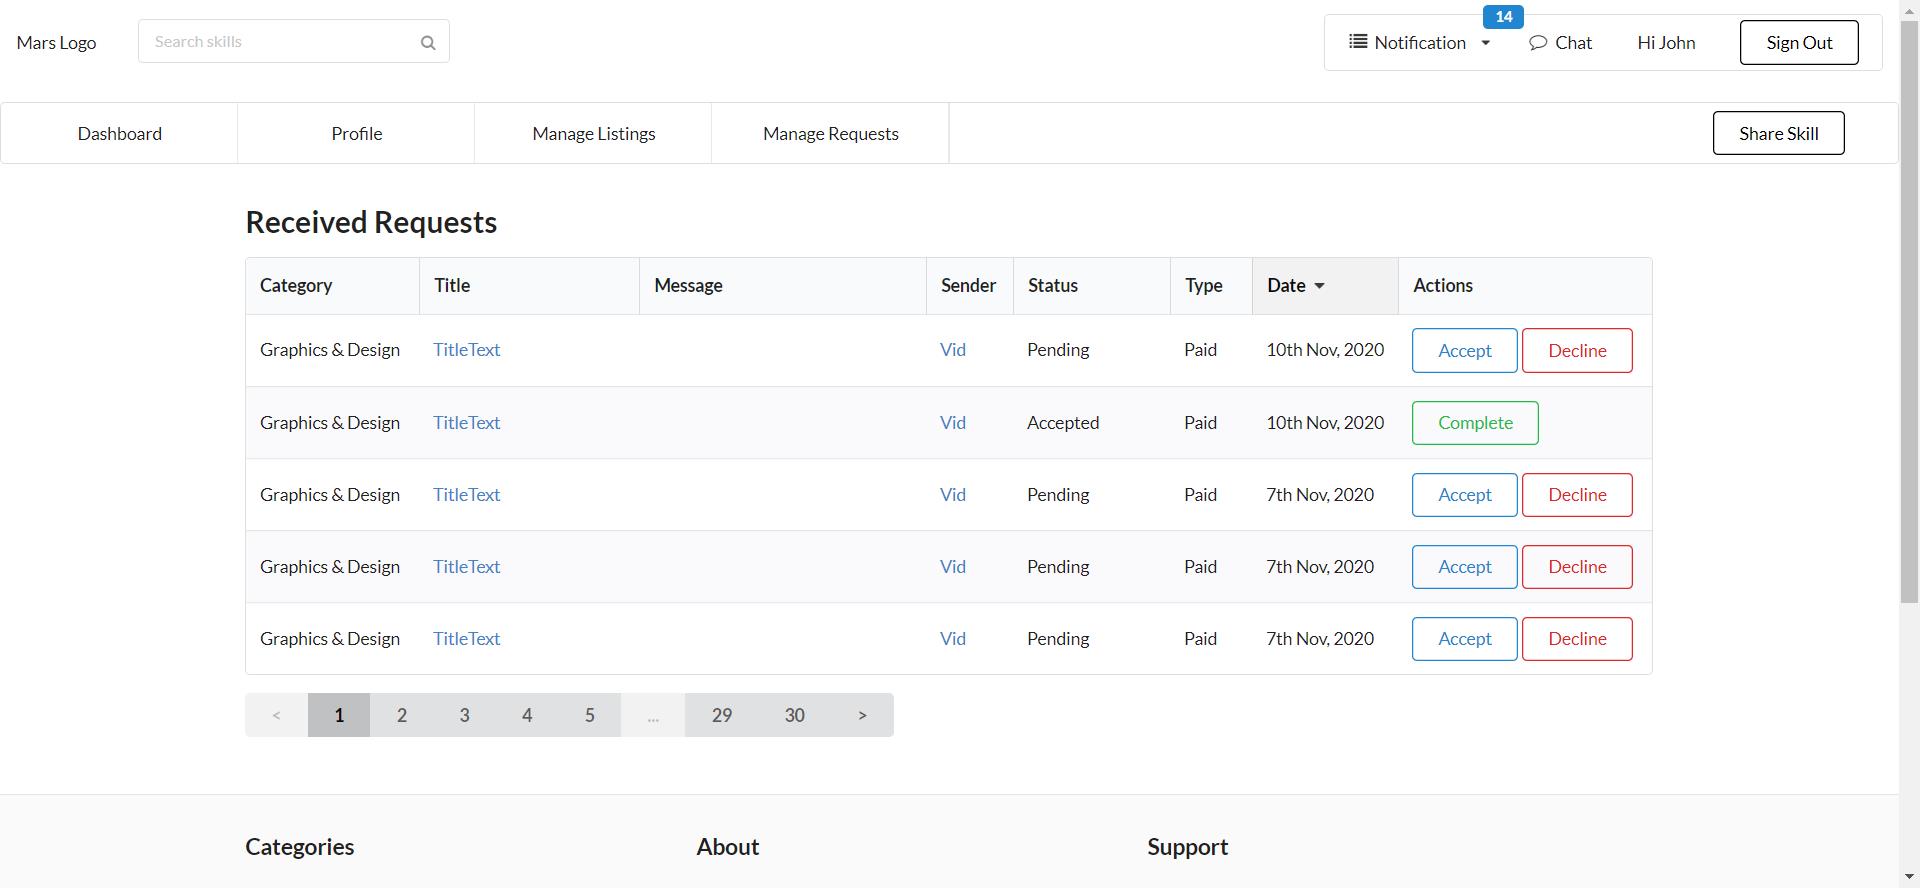 Mars Logo
Search skills
14
Notification
Chat
Hi John
Sign Out
Dashboard
Profile
Manage Listings
Manage Requests
Share Skill
Received Requests
Category Title Message Sender Status Type Date Actions
Graphics & Design TitleText Vid Pending Paid 10th Nov, 2020 Accept Decline
Graphics & Design TitleText Vid Accepted Paid 10th Nov, 2020 Complete
Graphics & Design TitleText Vid Pending Paid 7th Nov, 2020 Accept Decline
Graphics & Design TitleText Vid Pending Paid 7th Nov, 2020 Accept Decline
Graphics & Design TitleText Vid Pending Paid 7th Nov, 2020 Accept Decline
< 1 2 3 4 5 ... 29 30 >
Categories About Support